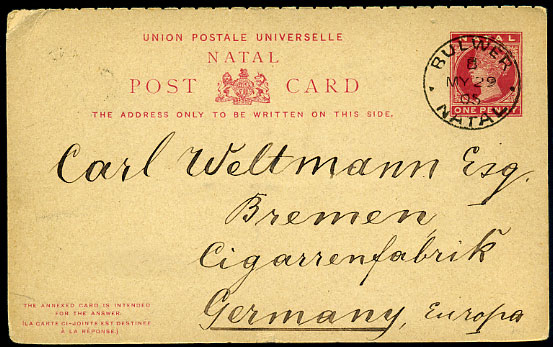 UNION POSTALE UNIVERSELLE
NATAL
POST CARD
THE ADDRESS ONLY TO BE WRITTEN ON THIS SIDE.
NATAL
ONE PENNY
BULWER
B
MY 29
95
NATAL
Carl Weltmann Esq.
Bremen,
Cigarrenfabrik
Germany, Europa
THE ANNEXED CARD IS INTENDED
FOR THE ANSWER.
(LA CARTE CI-JOINTE EST DESTINÉE
À LA RÉPONSE.)